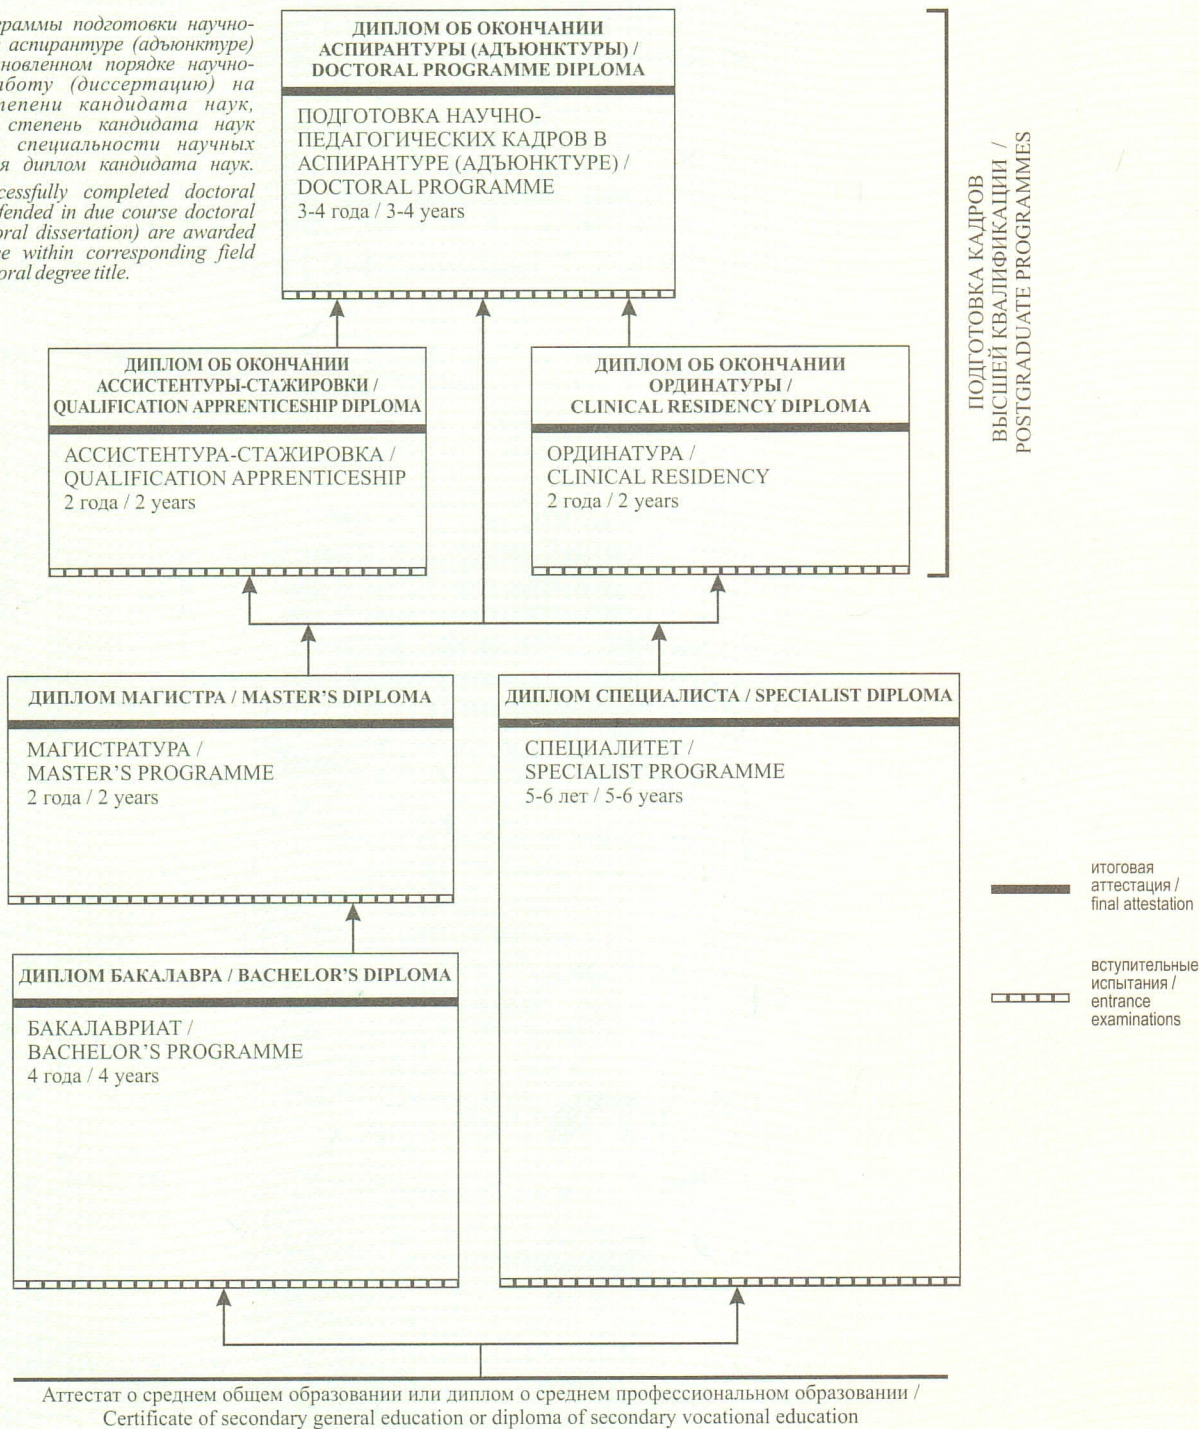 раммы подготовки научно-
аспирантуре (адъюнктуре)
новленном порядке научно-
боту (диссертацию) на
тепени кандидата наук,
степень кандидата наук
специальности научных
я диплом кандидата наук.
cessfully completed doctoral
fended in due course doctoral
oral dissertation) are awarded
e within corresponding field
oral degree title.
ДИПЛОМ ОБ ОКОНЧАНИИ
АСПИРАНТУРЫ (АДЪЮНКТУРЫ) /
DOCTORAL PROGRAMME DIPLOMA
ПОДГОТОВКА НАУЧНО-
ПЕДАГОГИЧЕСКИХ КАДРОВ В
АСПИРАНТУРЕ (АДЪЮНКТУРЕ) /
DOCTORAL PROGRAMME
3-4 года / 3-4 years
ПОДГОТОВКА КАДРОВ
ВЫСШЕЙ КВАЛИФИКАЦИИ /
POSTGRADUATE PROGRAMMES
ДИПЛОМ ОБ ОКОНЧАНИИ
АССИСТЕНТУРЫ-СТАЖИРОВКИ /
QUALIFICATION APPRENTICESHIP DIPLOMA
АССИСТЕНТУРА-СТАЖИРОВКА /
QUALIFICATION APPRENTICESHIP
2 года / 2 years
ДИПЛОМ ОБ ОКОНЧАНИИ
ОРДИНАТУРЫ /
CLINICAL RESIDENCY DIPLOMA
ОРДИНАТУРА /
CLINICAL RESIDENCY
2 года / 2 years
ДИПЛОМ МАГИСТРА / MASTER'S DIPLOMA
МАГИСТРАТУРА /
MASTER'S PROGRAMME
2 года / 2 years
ДИПЛОМ СПЕЦИАЛИСТА / SPECIALIST DIPLOMA
СПЕЦИАЛИТЕТ /
SPECIALIST PROGRAMME
5-6 лет / 5-6 years
итоговая
аттестация /
final attestation
вступительные
испытания /
entrance
examinations
ДИПЛОМ БАКАЛАВРА / BACHELOR'S DIPLOMA
БАКАЛАВРИАТ /
BACHELOR'S PROGRAMME
4 года / 4 years
Аттестат о среднем общем образовании или диплом о среднем профессиональном образовании /
Certificate of secondary general education or diploma of secondary vocational education